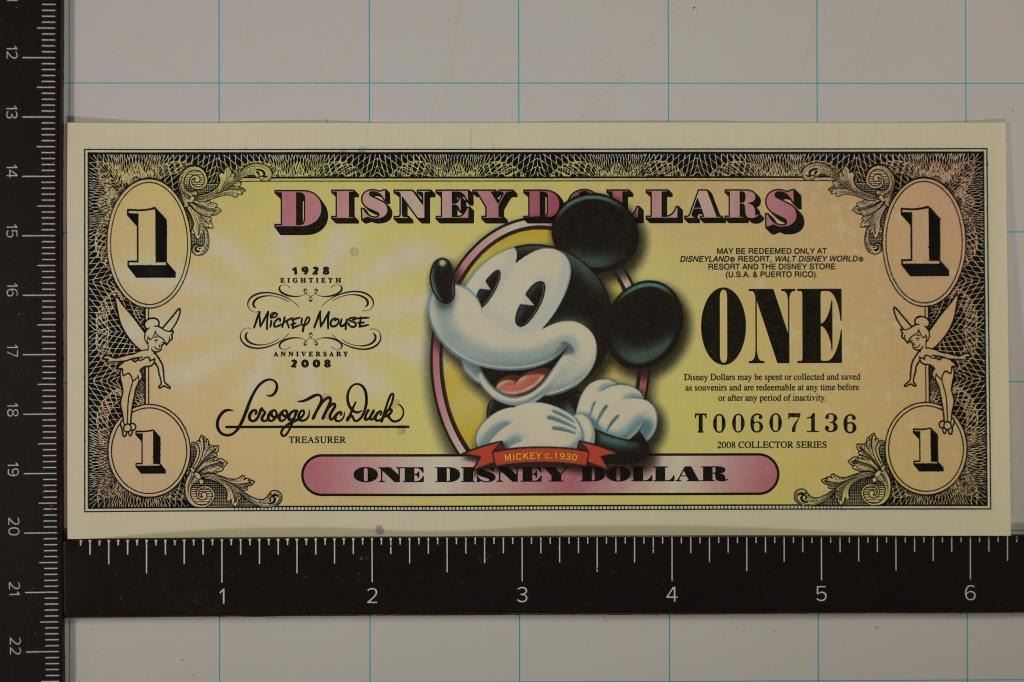 DISNEY DOLLARS
1
1
1928
EIGHTIETH
MICKEY MOUSE
ANNIVERSARY
2008
MAY BE REDEEMED ONLY AT
DISNEYLAND® RESORT, WALT DISNEY WORLD®
RESORT AND THE DISNEY STORE
(U.S.A. & PUERTO RICO).
ONE
Disney Dollars may be spent or collected and saved
as souvenirs and are redeemable at any time before
or after any period of inactivity.
Scrooge McDuck
TREASURER
T00607136
2008 COLLECTOR SERIES
1
1
MICKEY c.1930
ONE DISNEY DOLLAR
12
13
14
15
16
17
18
19
20
21
22
1 2 3 4 5 6